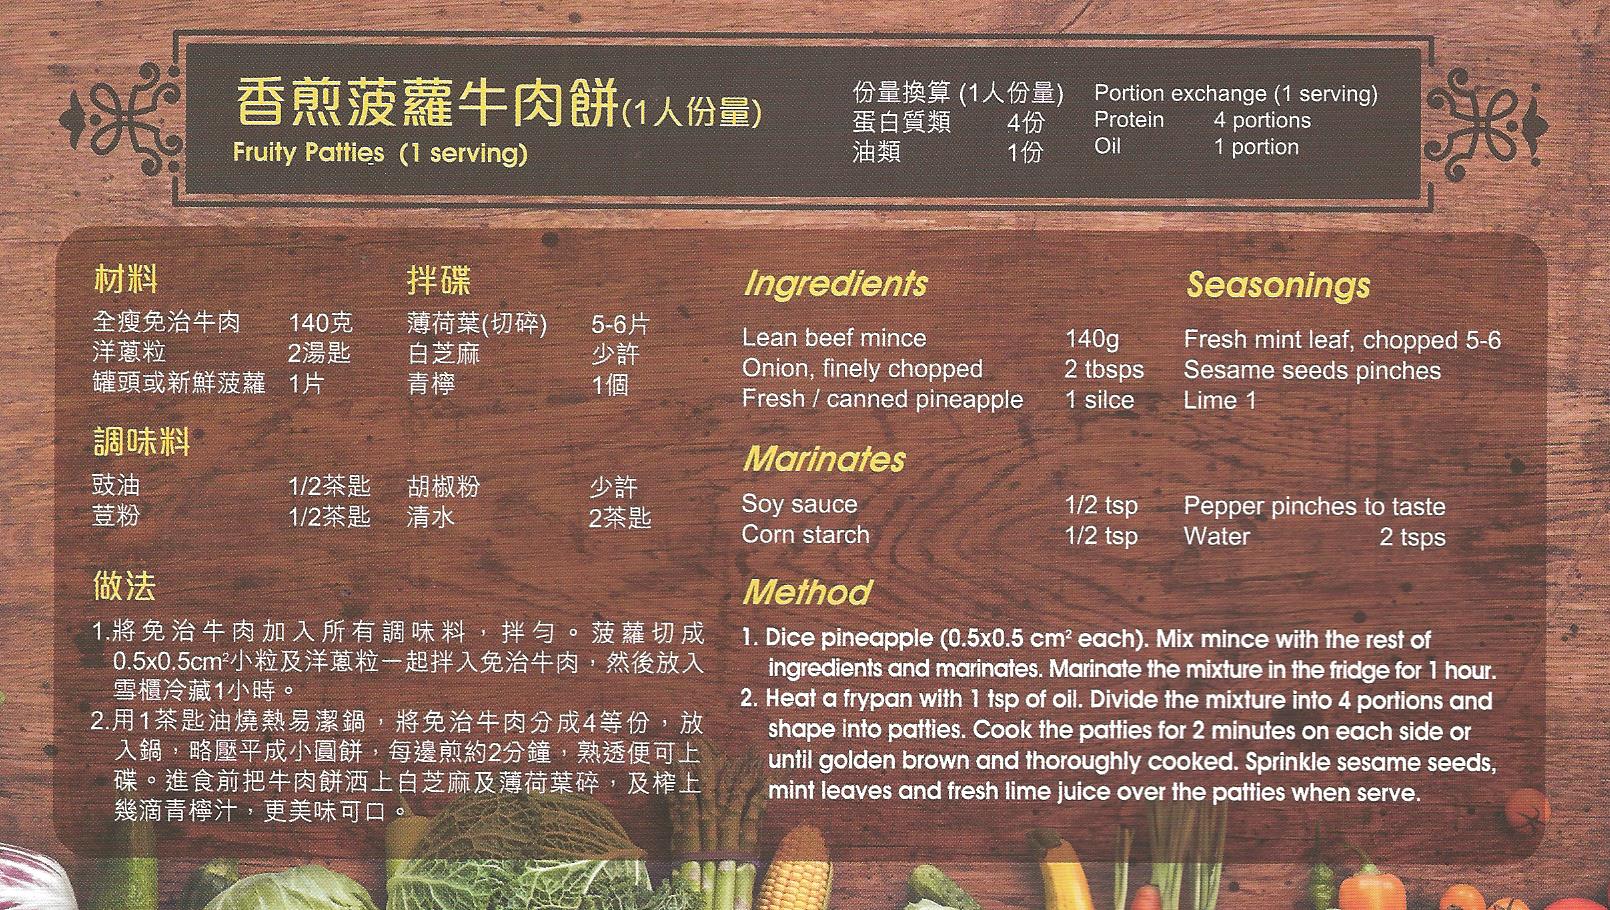 香煎菠蘿牛肉餅(1人份量)
Fruity Patties (1 serving)
份量換算 (1人份量)
蛋白質類 4份
油類 1份
Portion exchange (1 serving)
Protein 4 portions
Oil 1 portion
材料
全瘦免治牛肉 140克
洋蔥粒 2湯匙
罐頭或新鮮菠蘿 1片
拌碟
薄荷葉(切碎) 5-6片
白芝麻 少許
青檸 1個
調味料
豉油 1/2茶匙 胡椒粉 少許
荳粉 1/2茶匙 清水 2茶匙
做法
1.將免治牛肉加入所有調味料，拌勻。菠蘿切成
0.5x0.5cm²小粒及洋蔥粒一起拌入免治牛肉，然後放入
雪櫃冷藏1小時。
2.用1茶匙油燒熱易潔鍋，將免治牛肉分成4等份，放
入鍋，略壓平成小圓餅，每邊煎約2分鐘，熟透便可上
碟。進食前把牛肉餅洒上白芝麻及薄荷葉碎，及榨上
幾滴青檸汁，更美味可口。
Ingredients
Lean beef mince 140g
Onion, finely chopped 2 tbsps
Fresh / canned pineapple 1 silce
Seasonings
Fresh mint leaf, chopped 5-6
Sesame seeds pinches
Lime 1
Marinates
Soy sauce 1/2 tsp Pepper pinches to taste
Corn starch 1/2 tsp Water 2 tsps
Method
1. Dice pineapple (0.5x0.5 cm² each). Mix mince with the rest of
ingredients and marinates. Marinate the mixture in the fridge for 1 hour.
2. Heat a frypan with 1 tsp of oil. Divide the mixture into 4 portions and
shape into patties. Cook the patties for 2 minutes on each side or
until golden brown and thoroughly cooked. Sprinkle sesame seeds,
mint leaves and fresh lime juice over the patties when serve.